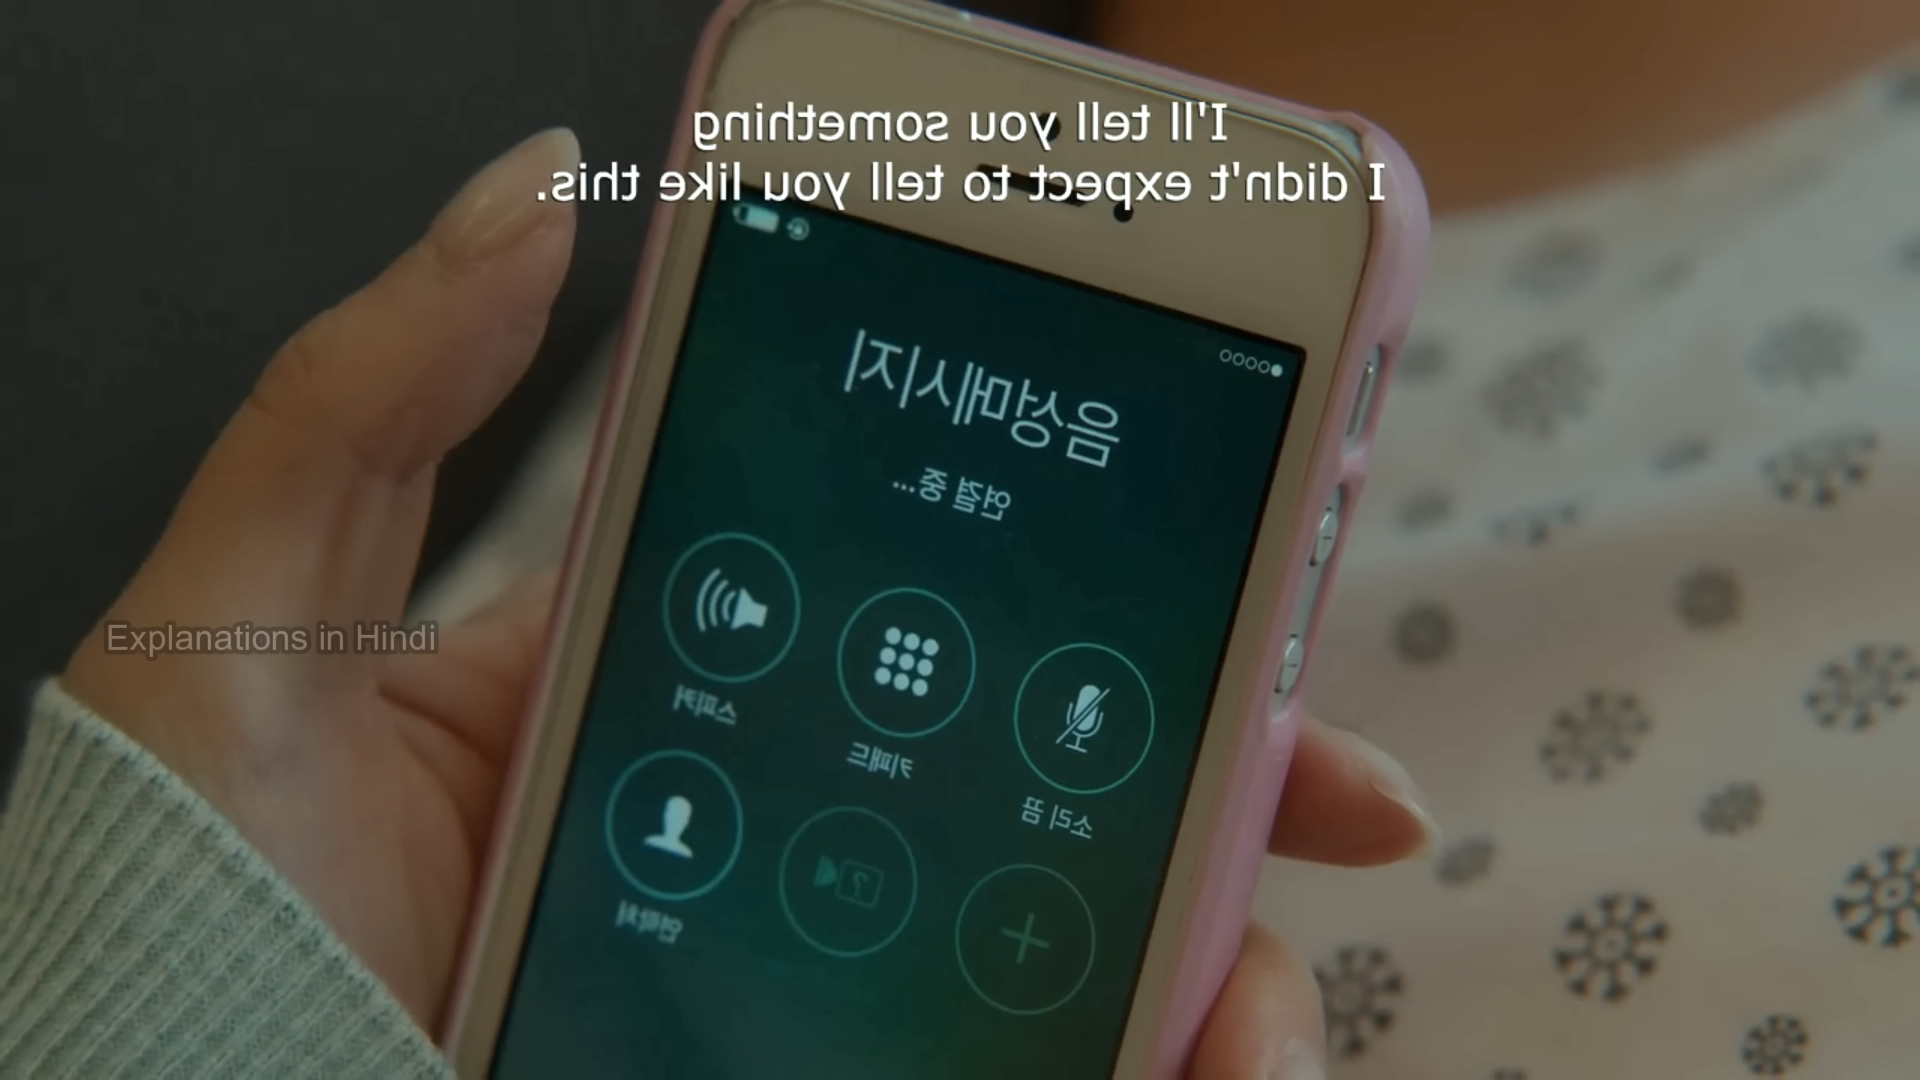 I'll tell you something
I didn't expect to tell you like this.
음성메시지
연결 중...
소리 끔
키패드
스피커
연락처
Explanations in Hindi